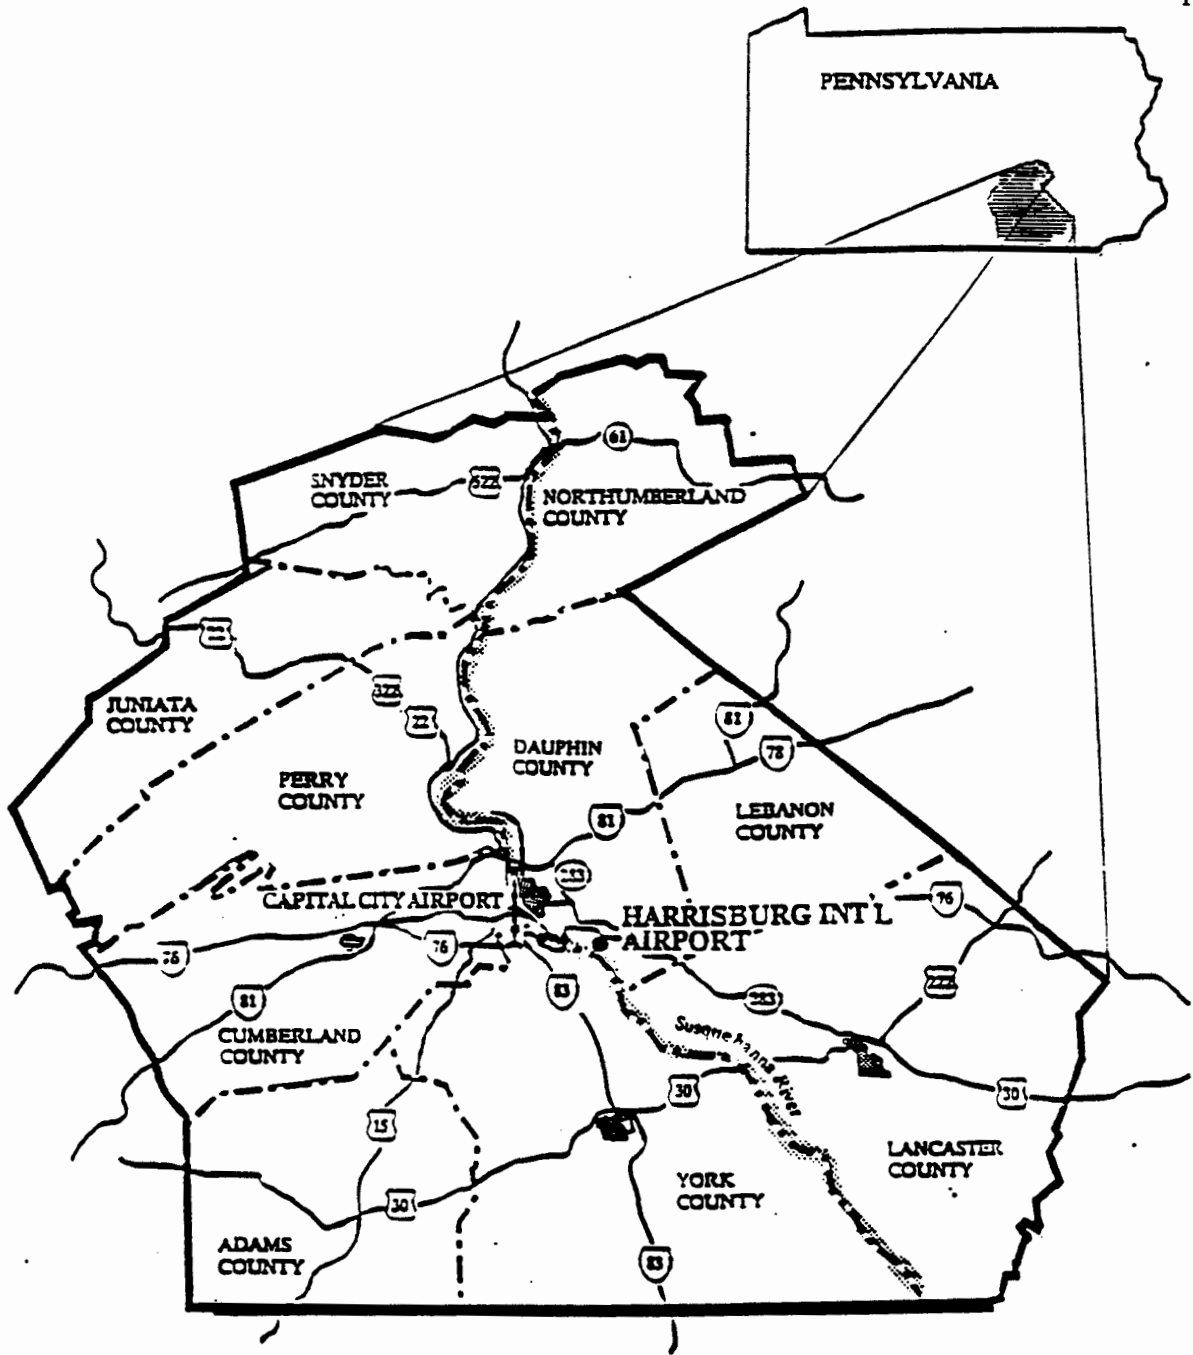 PENNSYLVANIA
61
SNYDER
COUNTY
522
NORTHUMBERLAND
COUNTY
322
JUNIATA
COUNTY
22
81
78
DAUPHIN
COUNTY
PERRY
COUNTY
81
LEBANON
COUNTY
CAPITAL CITY AIRPORT
76
HARRISBURG INT'L
AIRPORT
76
76
83
81
283
222
Susquehanna River
CUMBERLAND
COUNTY
30
30
15
LANCASTER
COUNTY
YORK
COUNTY
30
ADAMS
COUNTY
83